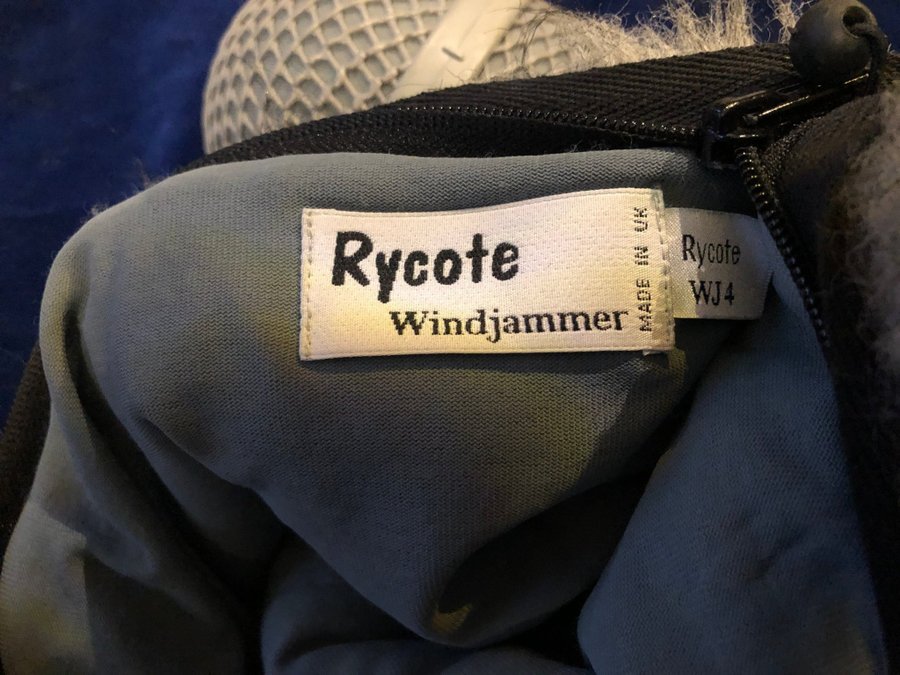 Rycote
Windjammer
MADE IN UK
Rycote
WJ4